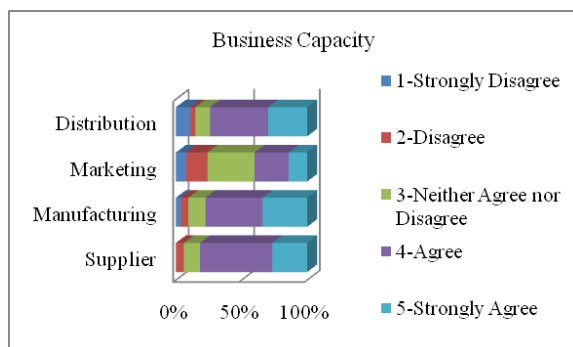 Business Capacity
Distribution
Marketing
Manufacturing
Supplier
0%
50%
100%
1-Strongly Disagree
2-Disagree
3-Neither Agree nor
Disagree
4-Agree
5-Strongly Agree